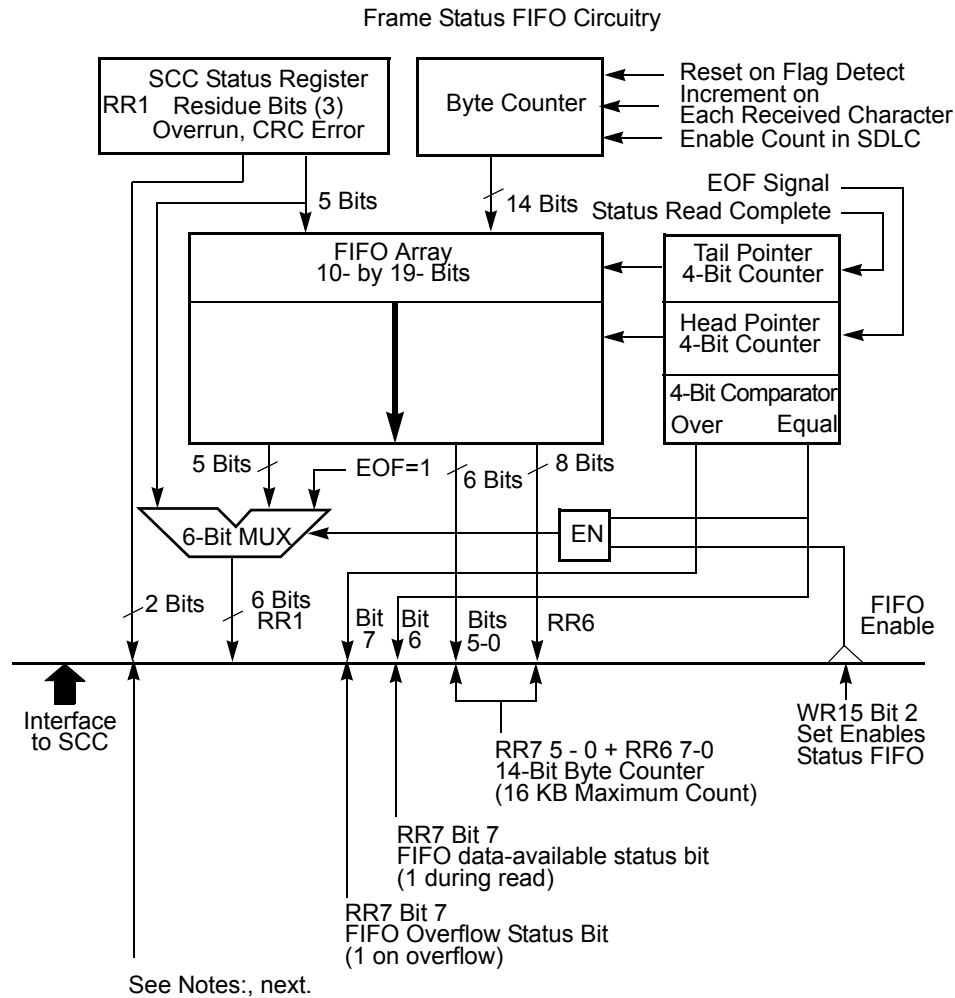 Frame Status FIFO Circuitry
SCC Status Register
RR1
Residue Bits (3)
Overrun, CRC Error
Byte Counter
Reset on Flag Detect
Increment on
Each Received Character
Enable Count in SDLC
EOF Signal
Status Read Complete
5 Bits
14 Bits
FIFO Array
10- by 19- Bits
Tail Pointer
4-Bit Counter
Head Pointer
4-Bit Counter
4-Bit Comparator
Over
Equal
5 Bits
EOF=1
6 Bits
8 Bits
6-Bit MUX
EN
2 Bits
6 Bits
RR1
Bit
7
Bit
6
Bits
5-0
RR6
FIFO
Enable
Interface
to SCC
WR15 Bit 2
Set Enables
Status FIFO
RR7 5 - 0 + RR6 7-0
14-Bit Byte Counter
(16 KB Maximum Count)
RR7 Bit 7
FIFO data-available status bit
(1 during read)
RR7 Bit 7
FIFO Overflow Status Bit
(1 on overflow)
See Notes:, next.